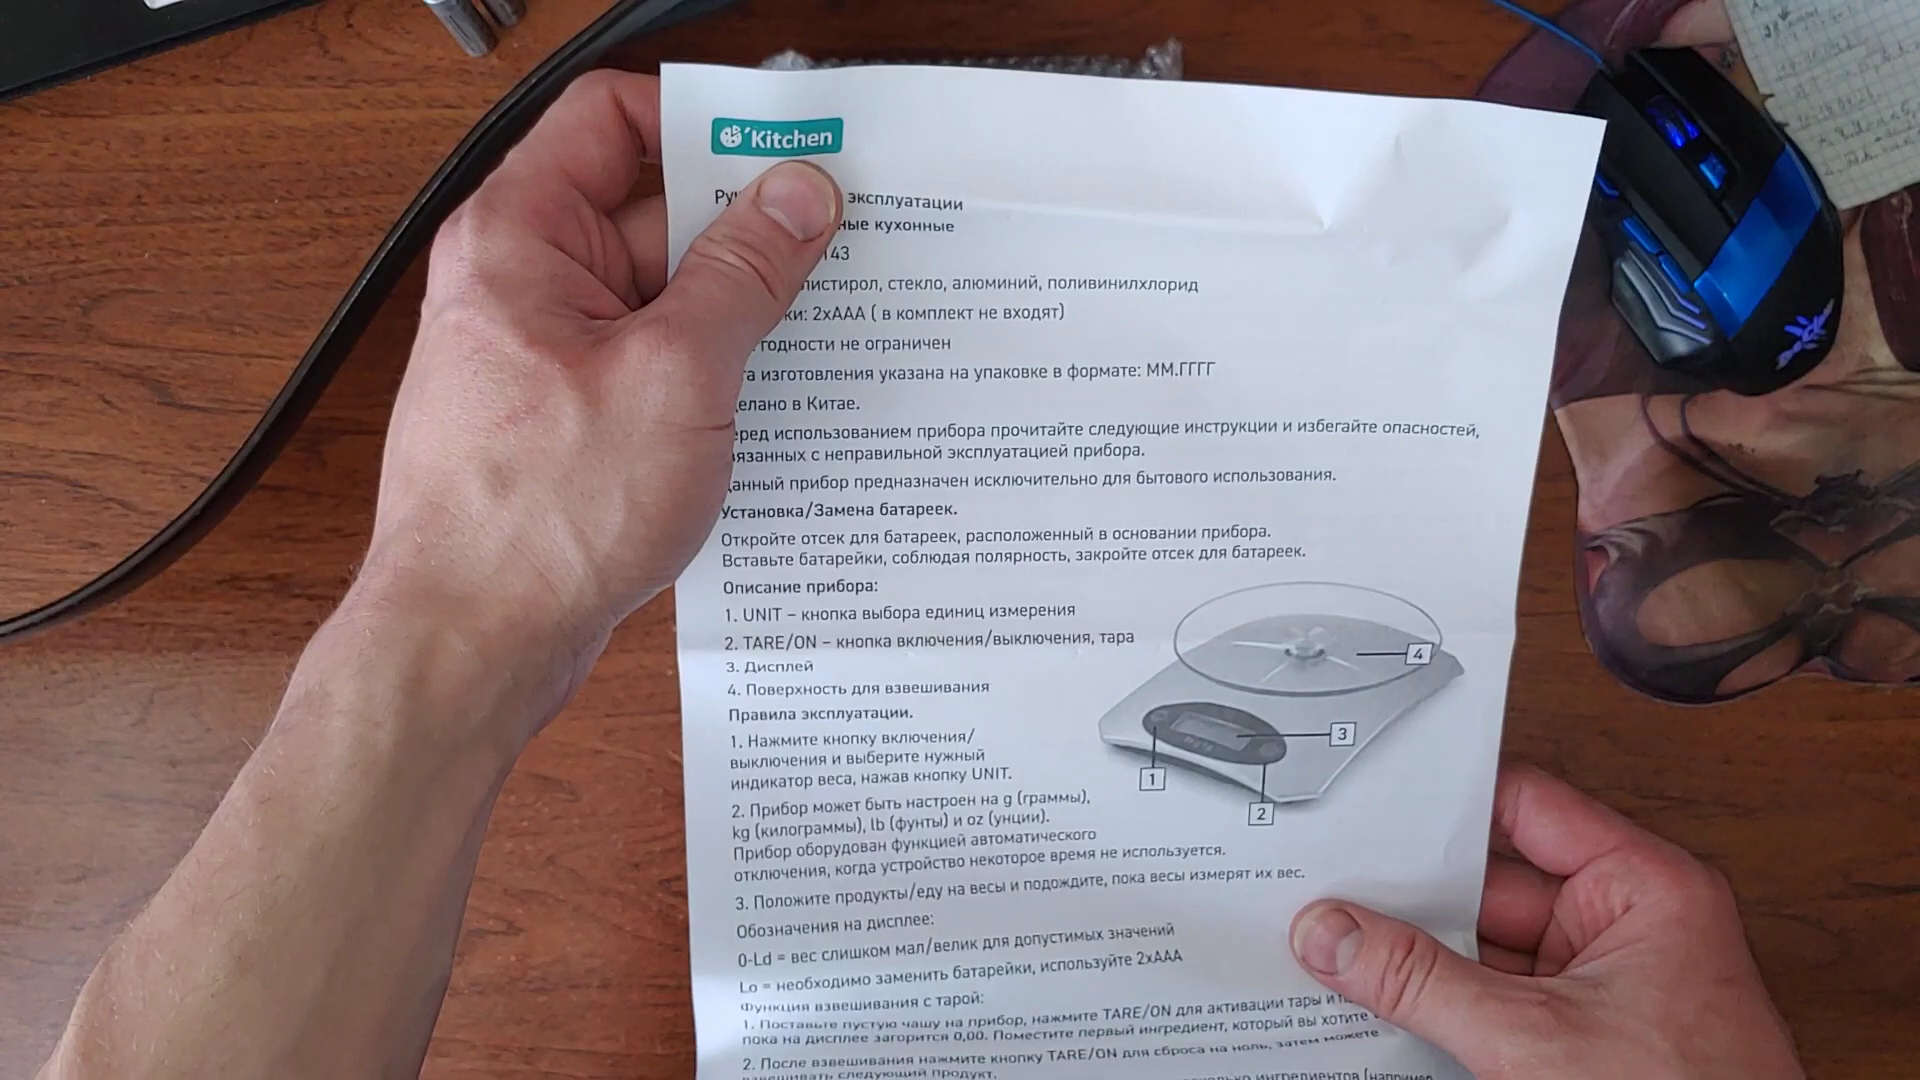 'Kitchen
эксплуатации
кухонные
143
стекло, алюминий, поливинилхлорид
2xAAA ( в комплект не входят)
годности не ограничен
изготовления указана на упаковке в формате: ММ.ГГГГ
в Китае.
использованием прибора прочитайте следующие инструкции и избегайте опасностей,
с неправильной эксплуатацией прибора.
прибор предназначен исключительно для бытового использования.
Установка/Замена батареек.
Откройте отсек для батареек, расположенный в основании прибора.
Вставьте батарейки, соблюдая полярность, закройте отсек для батареек.
Описание прибора:
1. UNIT – кнопка выбора единиц измерения
2. TARE/ON – кнопка включения/выключения, тара
3. Дисплей
4. Поверхность для взвешивания
Правила эксплуатации.
1. Нажмите кнопку включения/
выключения и выберите нужный
индикатор веса, нажав кнопку UNIT.
2. Прибор может быть настроен на g (граммы),
kg (килограммы), lb (фунты) и oz (унции).
Прибор оборудован функцией автоматического
отключения, когда устройство некоторое время не используется.
3. Положите продукты/еду на весы и подождите, пока весы измерят их вес.
4
3
1
2
Обозначения на дисплее:
0-Ld = вес слишком мал/велик для допустимых значений
Lo = необходимо заменить батарейки, используйте 2xAAA
Функция взвешивания с тарой:
1. Поставьте пустую чашу на прибор, нажмите TARE/ON для активации тары и
пока на дисплее загорится 0,00. Поместите первый ингредиент, который вы хотите
2. После взвешивания нажмите кнопку TARE/ON для сброса на ноль, затем можете
взвешивать следующий продукт.
ингредиентов